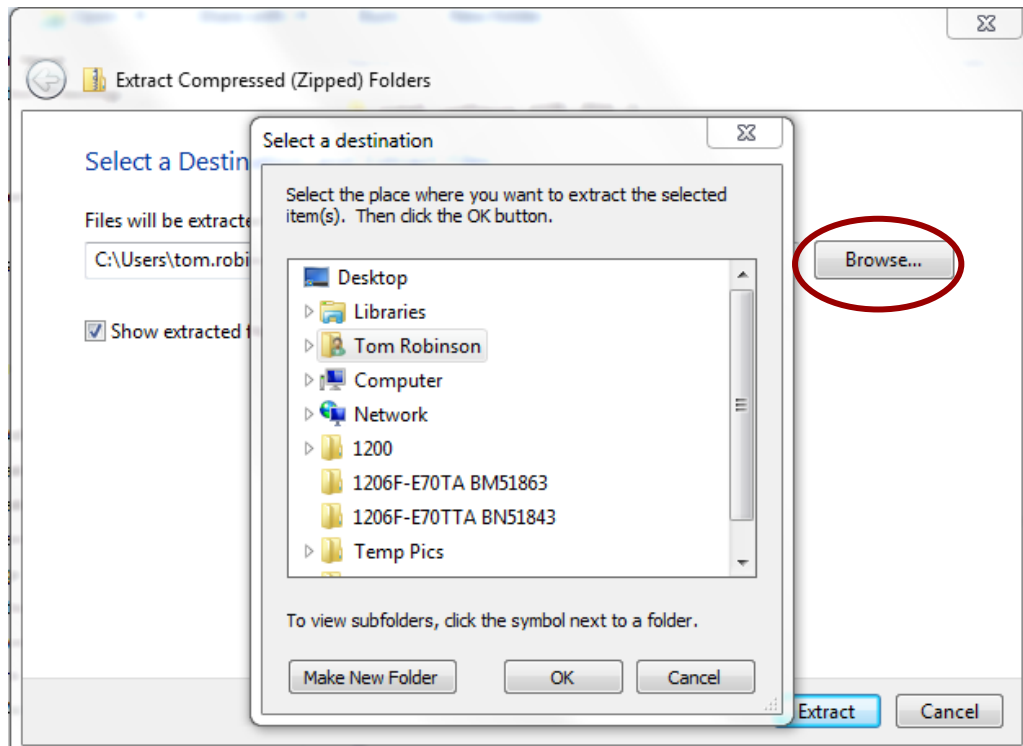 Extract Compressed (Zipped) Folders
Select a Destin
Files will be extracte
C:\Users\tom.robi
Browse...
Show extracted f
Select a destination
Select the place where you want to extract the selected
item(s). Then click the OK button.
Desktop
Libraries
Tom Robinson
Computer
Network
1200
1206F-E70TA BM51863
1206F-E70TTA BN51843
Temp Pics
To view subfolders, click the symbol next to a folder.
Make New Folder
OK
Cancel
Extract
Cancel